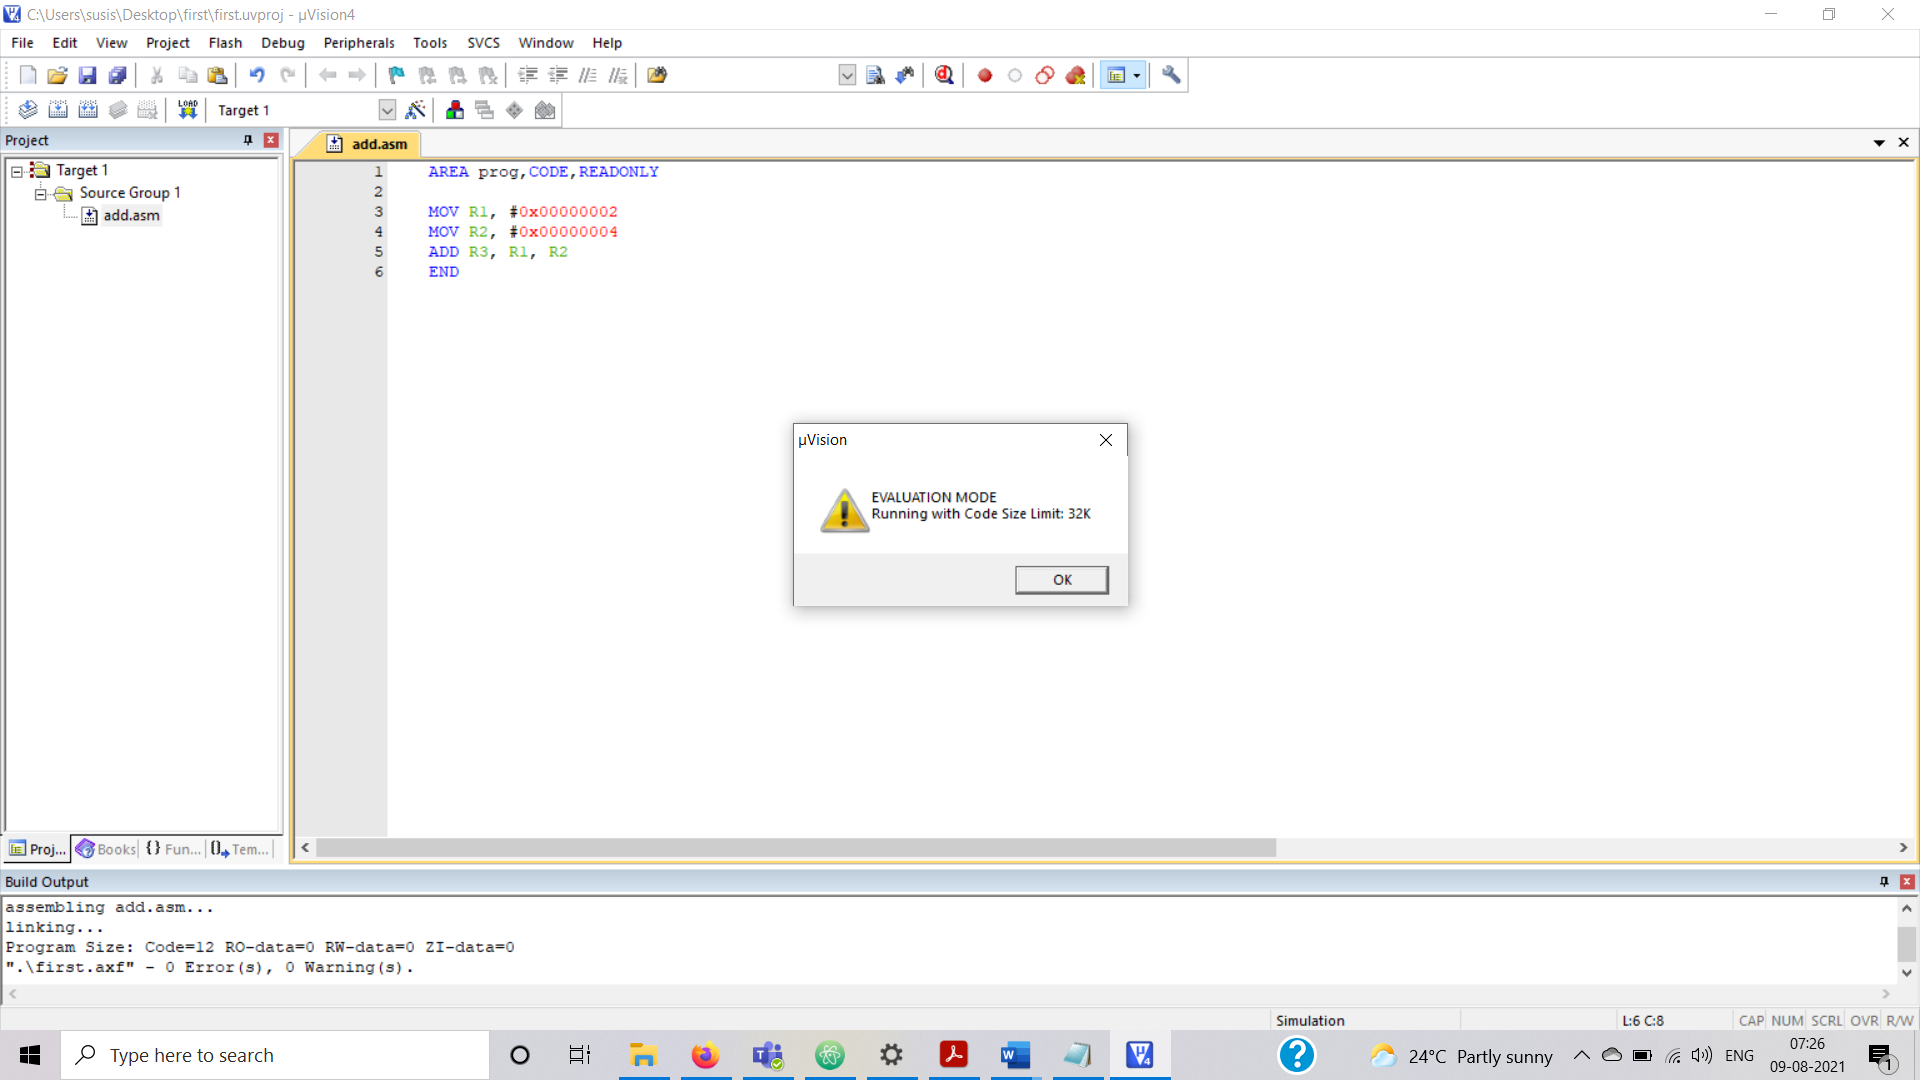 C:\Users\susis\Desktop\first\first.uvproj - µVision4
File Edit View Project Flash Debug Peripherals Tools SVCS Window Help
LOAD Target 1
Project
add.asm
Target 1
Source Group 1
add.asm
1 AREA prog,CODE,READONLY
2
3 MOV R1, #0x00000002
4 MOV R2, #0x00000004
5 ADD R3, R1, R2
6 END
µVision
EVALUATION MODE
Running with Code Size Limit: 32K
OK
Proj... Books {} Fun... Tem...
Build Output
assembling add.asm...
linking...
Program Size: Code=12 RO-data=0 RW-data=0 ZI-data=0
".\first.axf" - 0 Error(s), 0 Warning(s).
Simulation L:6 C:8 CAP NUM SCRL OVR R/W
Type here to search
24°C Partly sunny ENG
07:26
09-08-2021
1